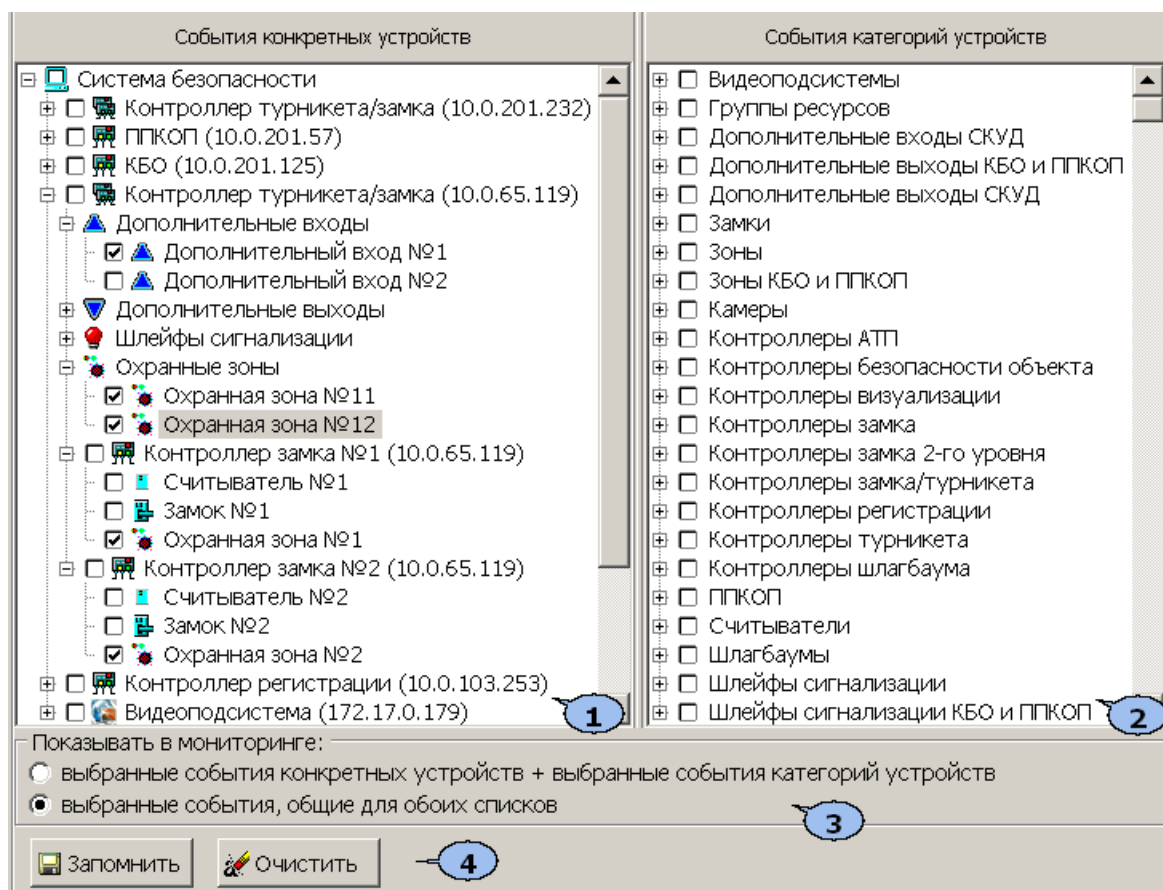 События конкретных устройств
Система безопасности
Контроллер турникета/замка (10.0.201.232)
ППКОП (10.0.201.57)
КБО (10.0.201.125)
Контроллер турникета/замка (10.0.65.119)
Дополнительные входы
Дополнительный вход №1
Дополнительный вход №2
Дополнительные выходы
Шлейфы сигнализации
Охранные зоны
Охранная зона №11
Охранная зона №12
Контроллер замка №1 (10.0.65.119)
Считыватель №1
Замок №1
Охранная зона №1
Контроллер замка №2 (10.0.65.119)
Считыватель №2
Замок №2
Охранная зона №2
Контроллер регистрации (10.0.103.253)
Видеоподсистема (172.17.0.179)
1
События категорий устройств
Видеоподсистемы
Группы ресурсов
Дополнительные входы СКУД
Дополнительные выходы КБО и ППКОП
Дополнительные выходы СКУД
Замки
Зоны
Зоны КБО и ППКОП
Камеры
Контроллеры АТП
Контроллеры безопасности объекта
Контроллеры визуализации
Контроллеры замка
Контроллеры замка 2-го уровня
Контроллеры замка/турникета
Контроллеры регистрации
Контроллеры турникета
Контроллеры шлагбаума
ППКОП
Считыватели
Шлагбаумы
Шлейфы сигнализации
Шлейфы сигнализации КБО и ППКОП
2
Показывать в мониторинге:
выбранные события конкретных устройств + выбранные события категорий устройств
выбранные события, общие для обоих списков
3
Запомнить Очистить 4